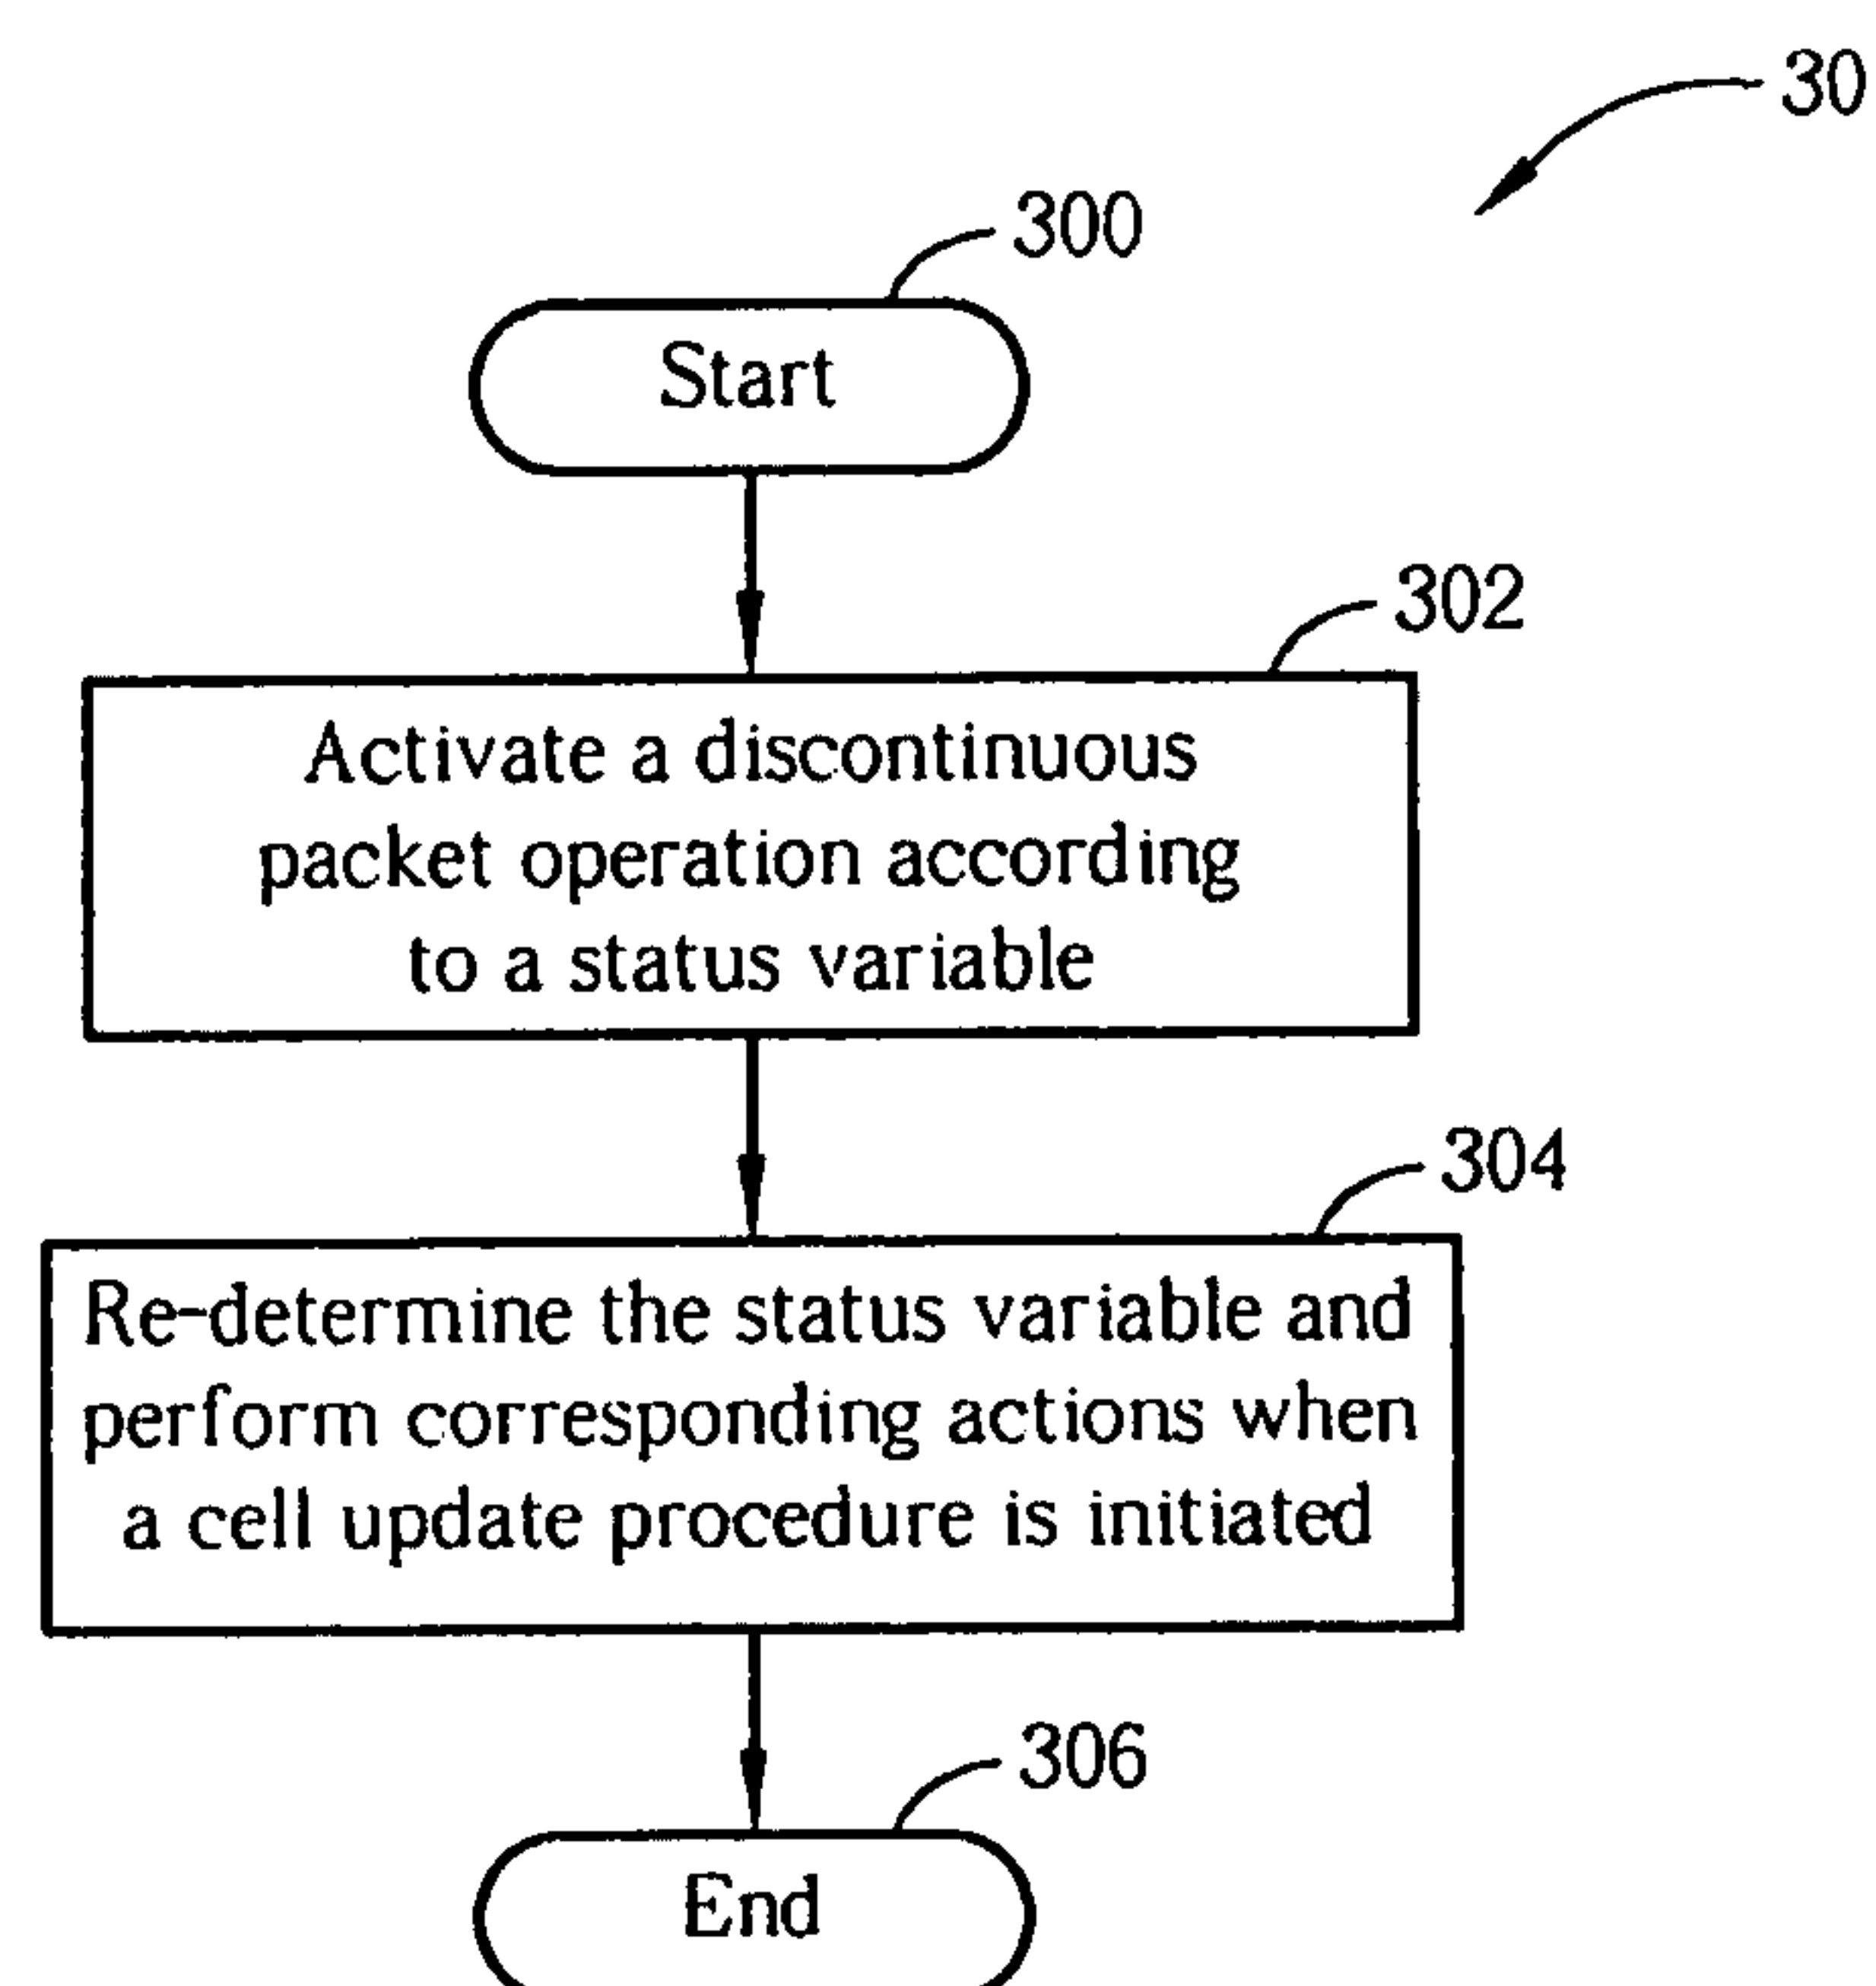 30
300
Start
302
Activate a discontinuous
packet operation according
to a status variable
304
Re-determine the status variable and
perform corresponding actions when
a cell update procedure is initiated
306
End